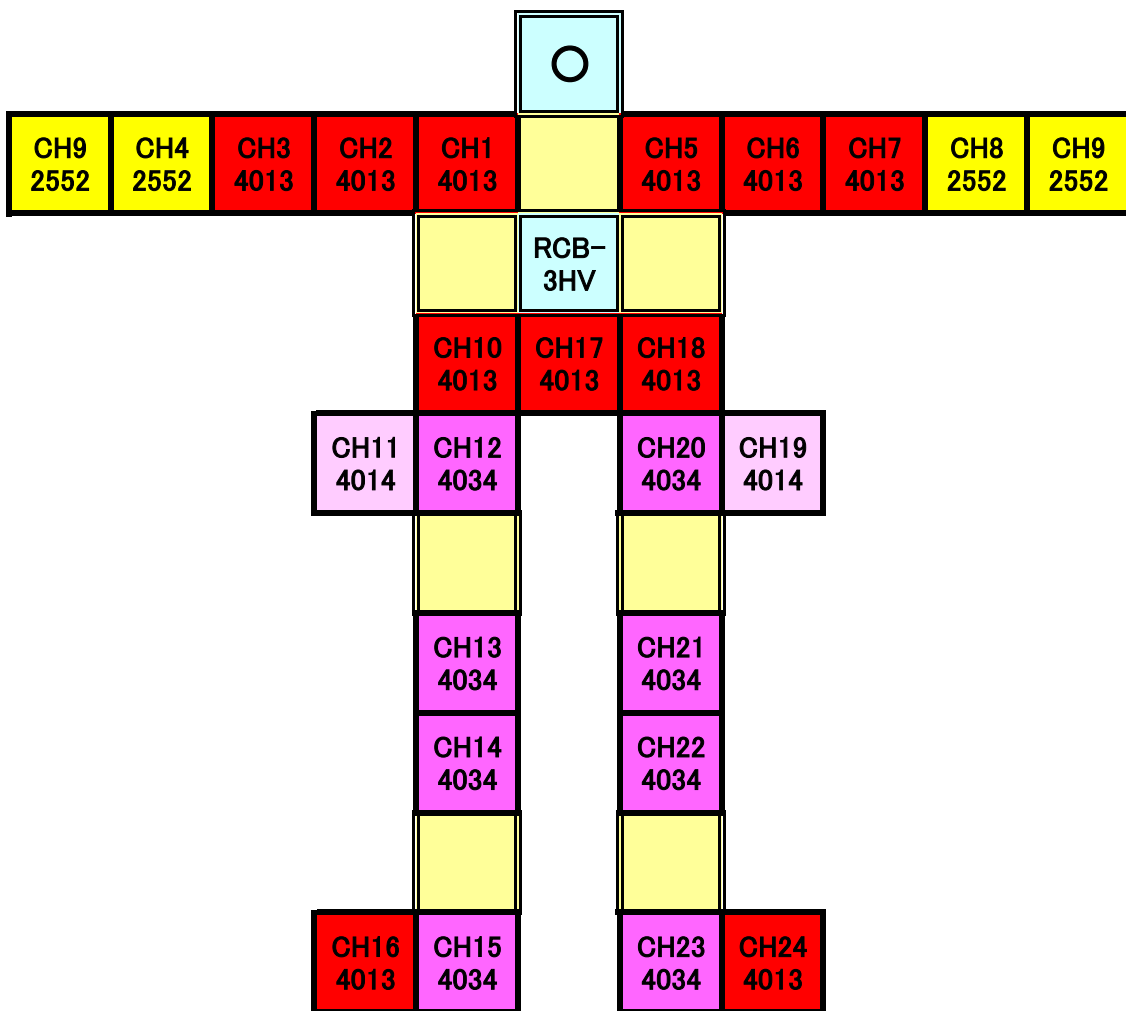 CH9 CH4 CH3 CH2 CH1 CH5 CH6 CH7 CH8 CH9
2552 2552 4013 4013 4013 4013 4013 4013 2552 2552
RCB-
3HV
CH10 CH17 CH18
4013 4013 4013
CH11 CH12 CH20 CH19
4014 4034 4034 4014
CH13 CH21
4034 4034
CH14 CH22
4034 4034
CH16 CH15 CH23 CH24
4013 4034 4034 4013